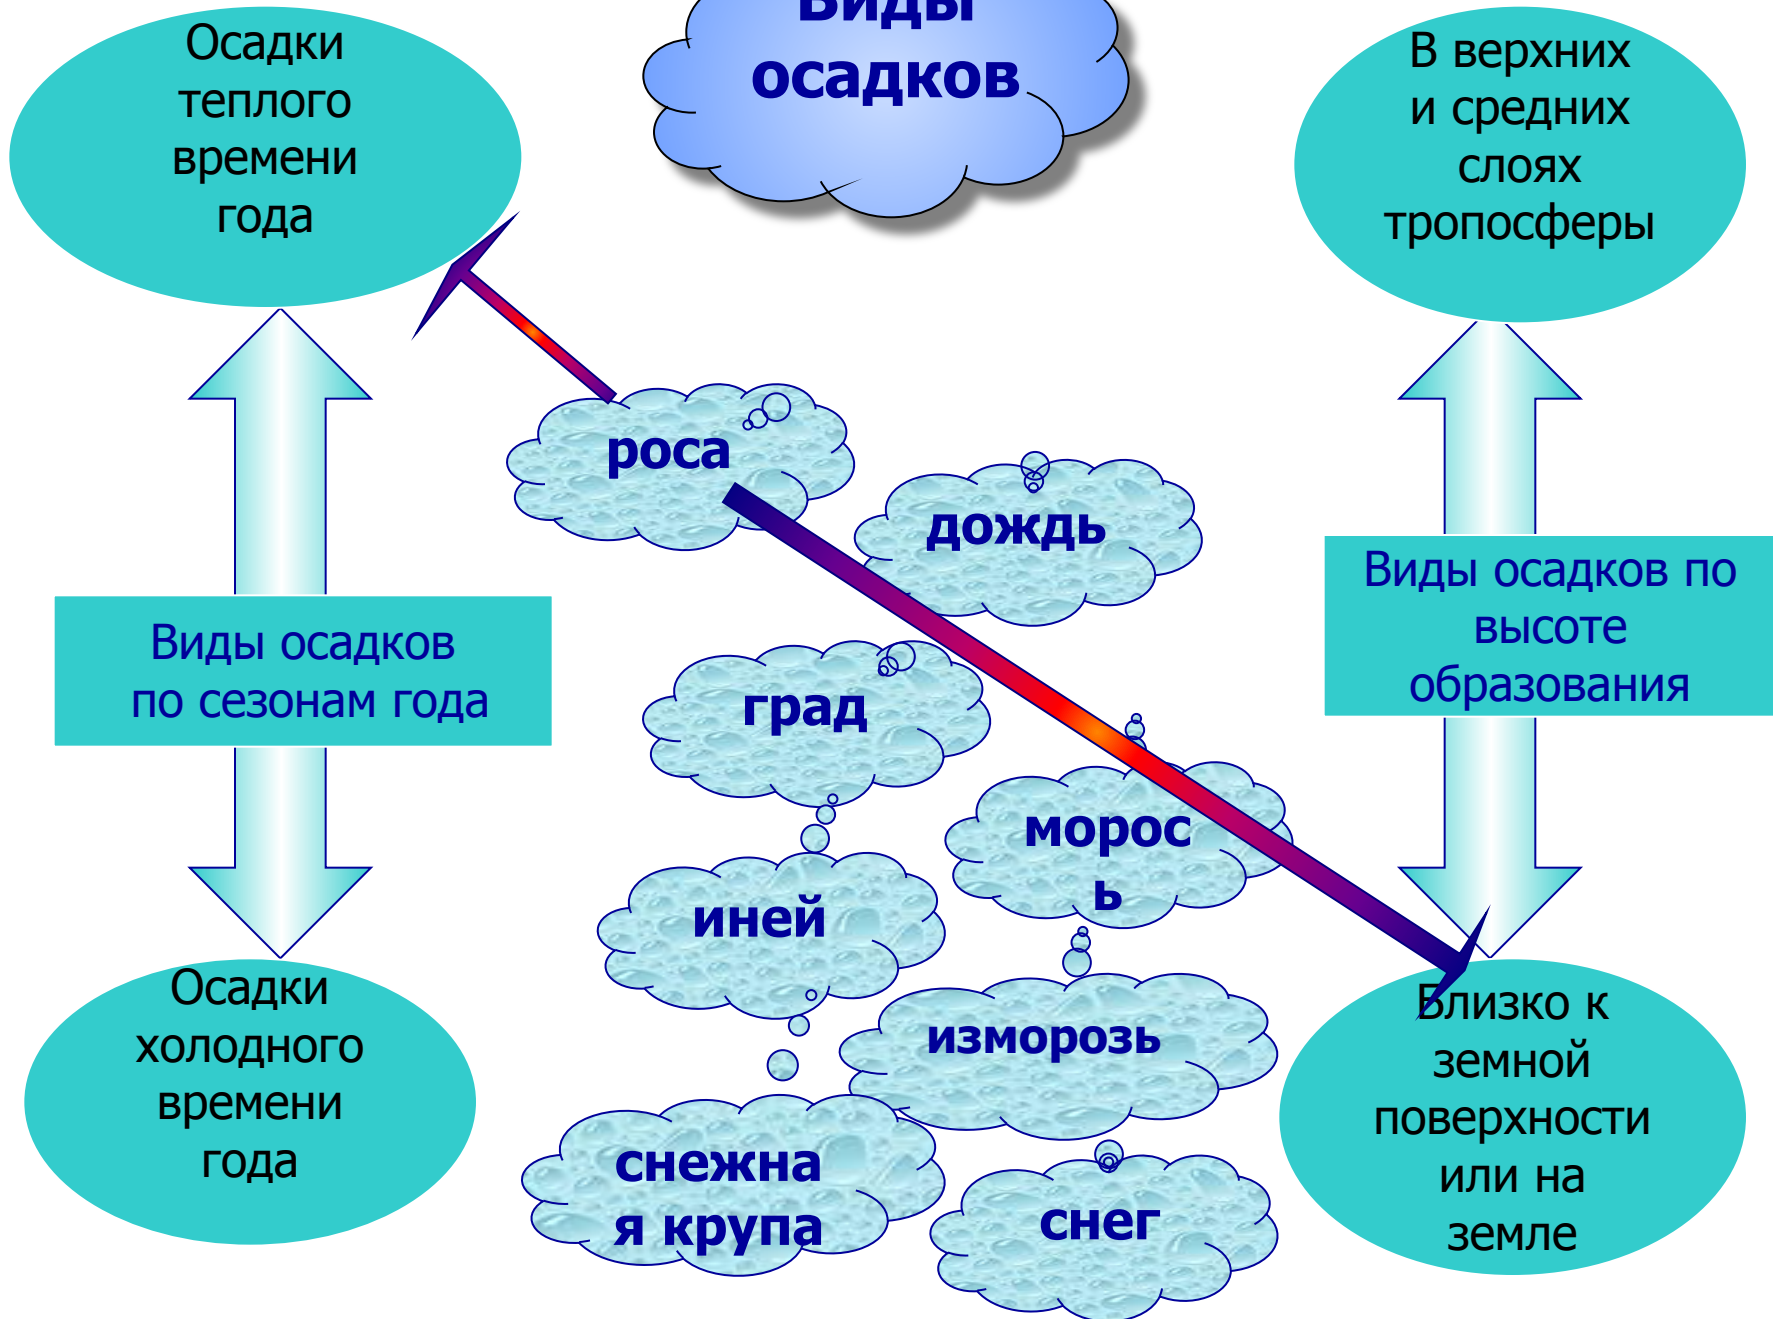 Виды
осадков
Осадки
теплого
времени
года
В верхних
и средних
слоях
тропосферы
роса
дождь
Виды осадков
по сезонам года
Виды осадков по
высоте
образования
град
морос
ь
иней
Осадки
холодного
времени
года
изморозь
Близко к
земной
поверхности
или на
земле
снежна
я крупа
снег